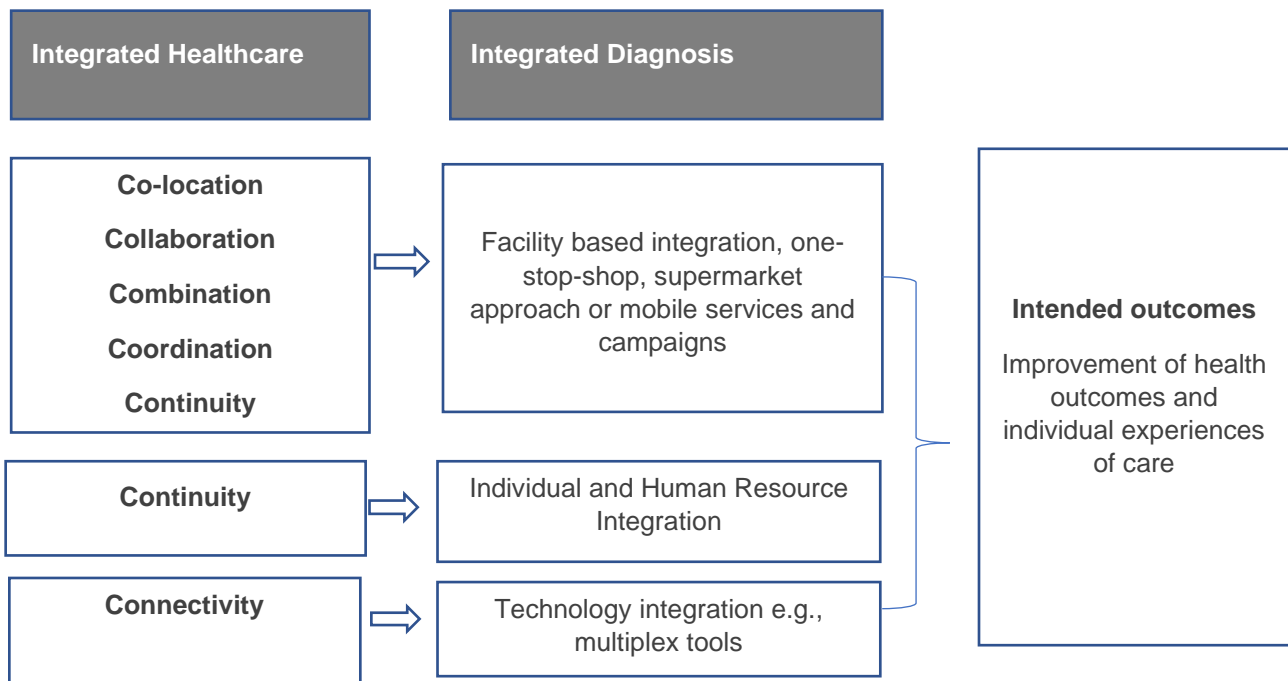 Integrated Healthcare
Integrated Diagnosis
Co-location
Collaboration
Combination
Coordination
Continuity
Facility based integration, one-
stop-shop, supermarket
approach or mobile services and
campaigns
Intended outcomes
Improvement of health
outcomes and
individual experiences
of care
Continuity
Individual and Human Resource
Integration
Connectivity
Technology integration e.g.,
multiplex tools